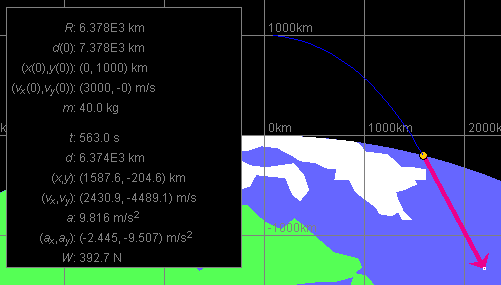 R: 6.378E3 km
d(0): 7.378E3 km
(x(0),y(0)): (0, 1000) km
(vx(0),vy(0)): (3000, -0) m/s
m: 40.0 kg
t: 563.0 s
d: 6.374E3 km
(x,y): (1587.6, -204.6) km
(vx,vy): (2430.9, -4489.1) m/s
a: 9.816 m/s²
(ax,ay): (-2.445, -9.507) m/s²
W: 392.7 N
1000km
0km 1000km 2000k
-1000km